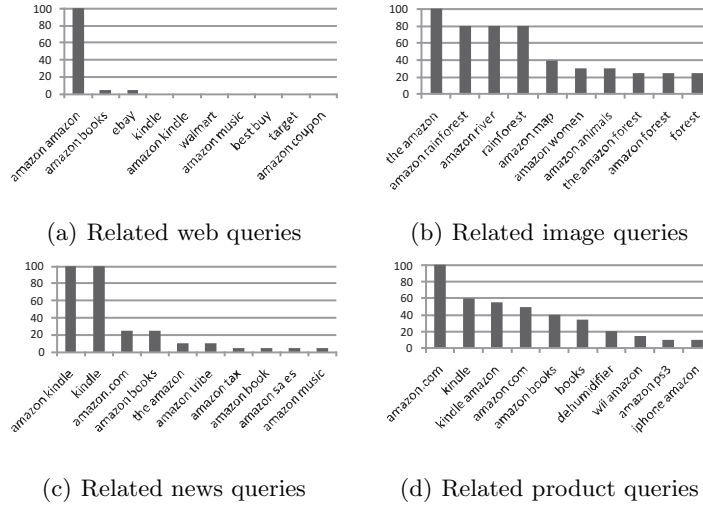 100
80
60
40
20
0
amazon amazon
amazon books
ebay
kindle
amazon kindle
walmart
amazon music
best buy
target
amazon coupon
(a) Related web queries
100
80
60
40
20
0
the amazon
amazon rainforest
amazon river
rainforest
amazon map
amazon women
amazon animals
the amazon forest
amazon forest
forest
(b) Related image queries
100
80
60
40
20
0
amazon kindle
kindle
amazon.com
amazon books
the amazon
amazon tribe
amazon tax
amazon book
amazon sa es
amazon music
(c) Related news queries
100
80
60
40
20
0
amazon.com
kindle
kindle amazon
amazon com
amazon books
books
dehumidifier
wii amazon
amazon ps3
iphone amazon
(d) Related product queries